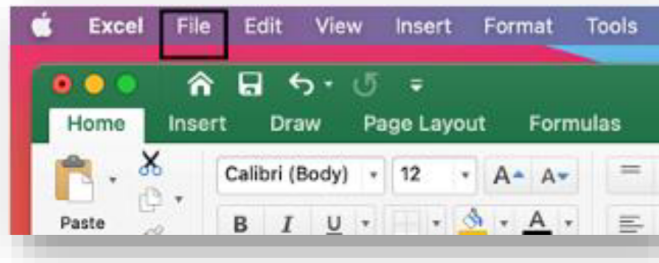 Excel File Edit View Insert Format Tools
Home Insert Draw Page Layout Formulas
Calibri (Body) 12 A A
Paste B I U A